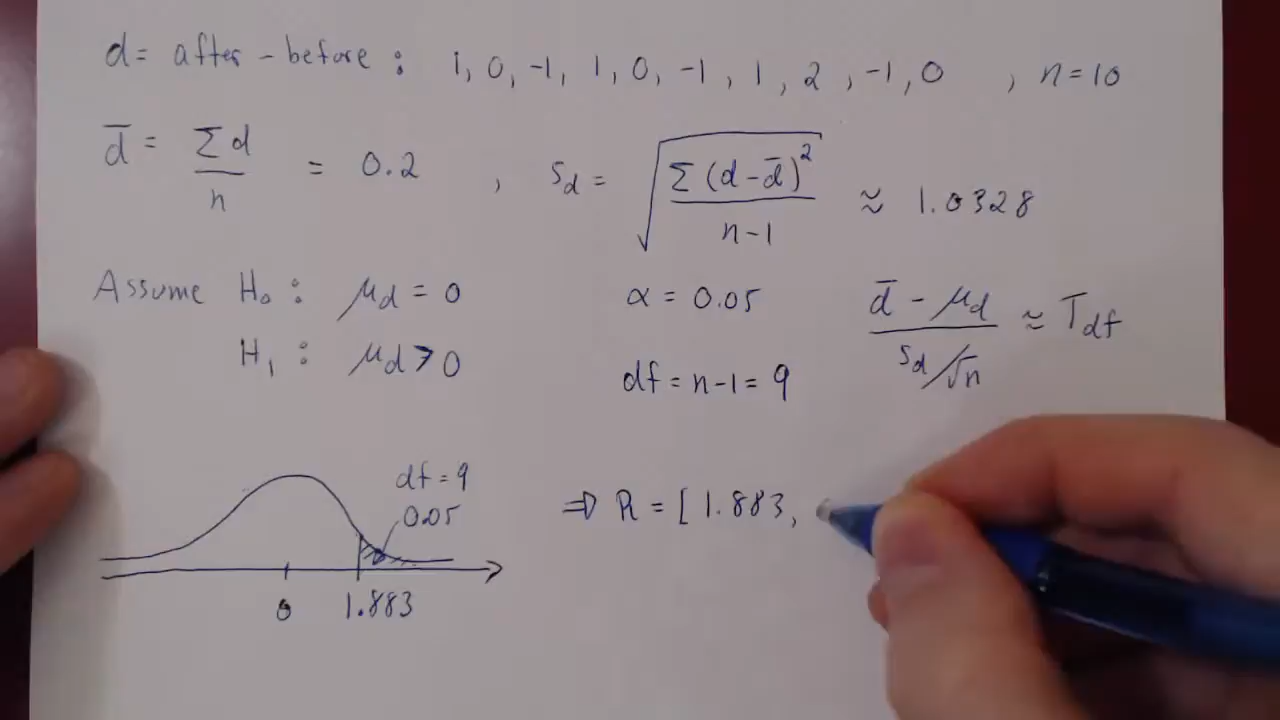 d = after - before : 1, 0, -1, 1, 0, -1, 1, 2, -1, 0 , n = 10
d̄ = Σd / n = 0.2 , s_d = √(Σ(d - d̄)² / (n-1)) ≈ 1.0328
Assume H₀ : μ_d = 0 α = 0.05 (d̄ - μ_d) / (s_d/√n) ≈ T_df
H₁ : μ_d > 0 df = n-1 = 9
df = 9
0.05
⇒ R = [1.883,
0 1.883